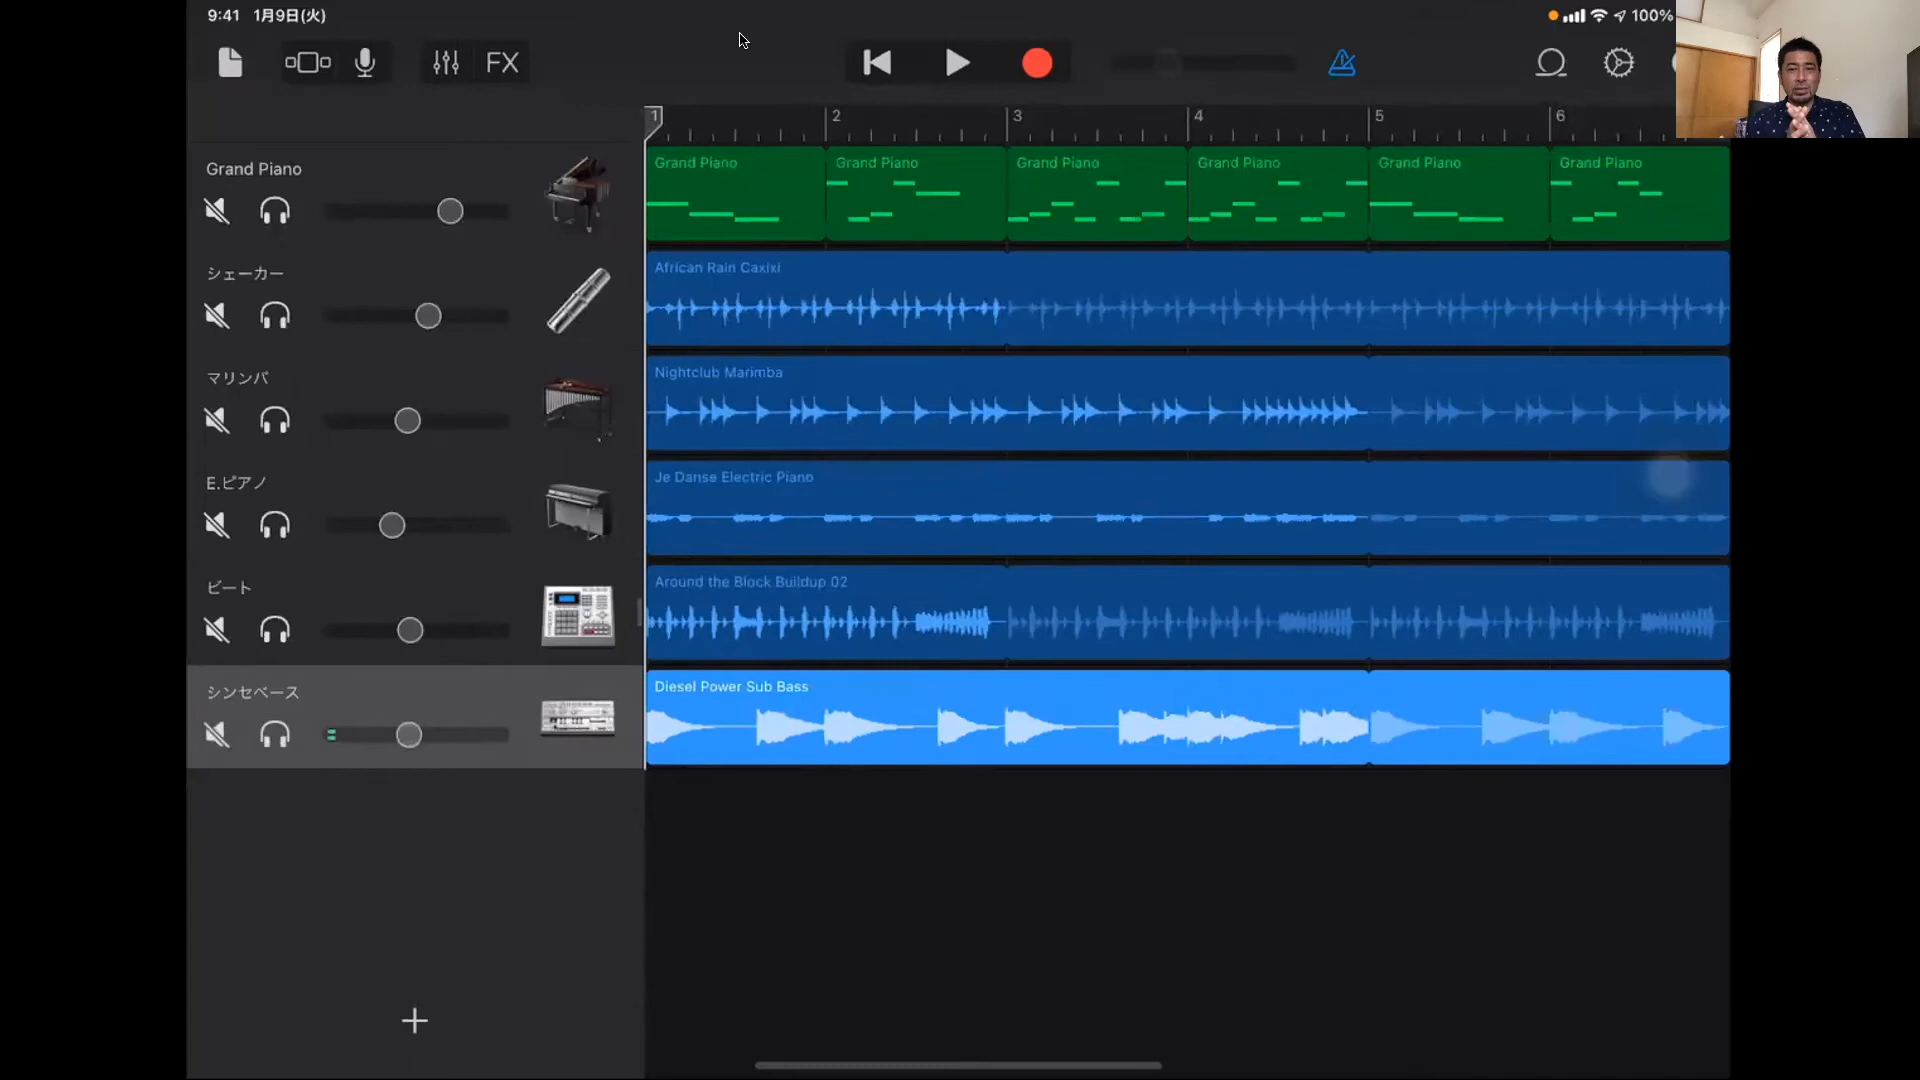 9:41 1月9日(火)
100%
FX
1 2 3 4 5 6
Grand Piano
Grand Piano Grand Piano Grand Piano Grand Piano Grand Piano Grand Piano
シェーカー
African Rain Caxixi
マリンバ
Nightclub Marimba
E.ピアノ
Je Danse Electric Piano
ビート
Around the Block Buildup 02
シンセベース
Diesel Power Sub Bass